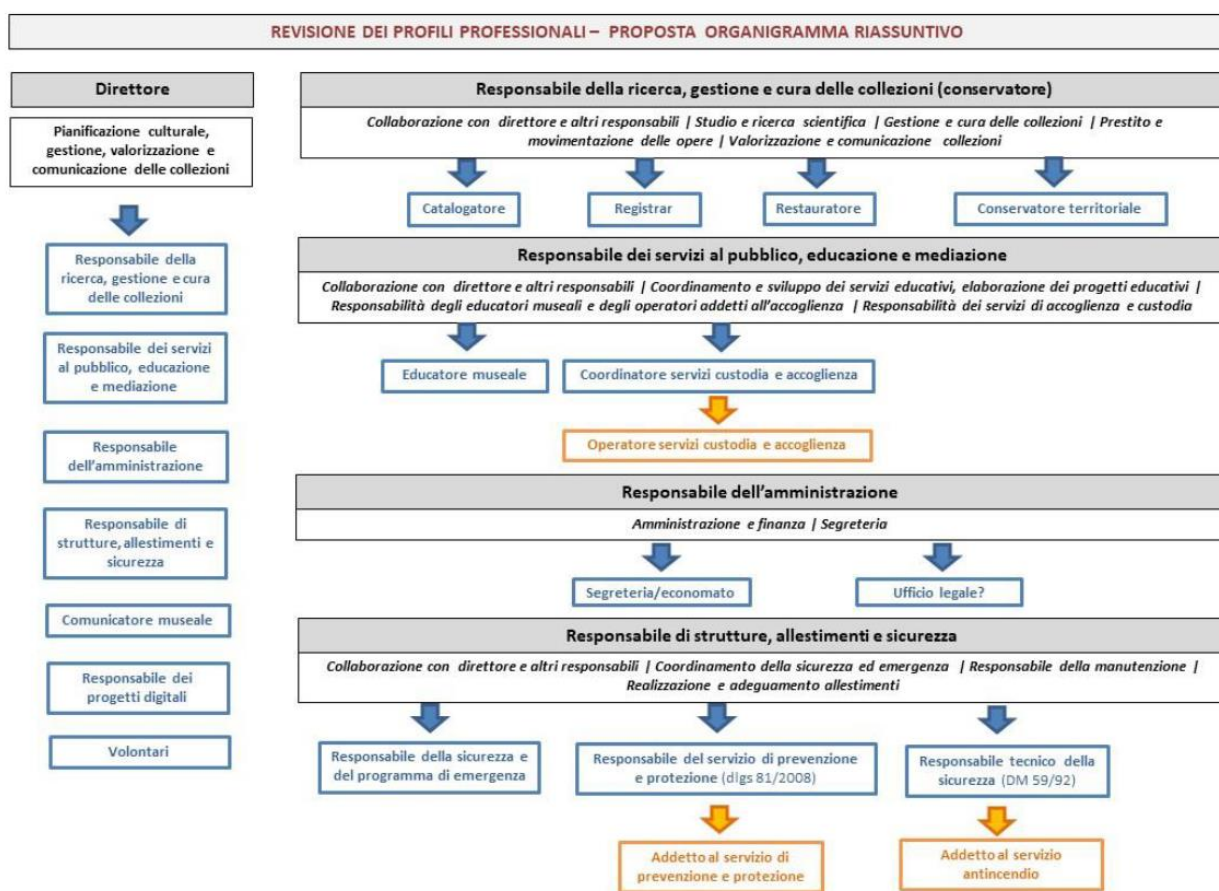 REVISIONE DEI PROFILI PROFESSIONALI – PROPOSTA ORGANIGRAMMA RIASSUNTIVO
Direttore
Pianificazione culturale,
gestione, valorizzazione e
comunicazione delle collezioni
Responsabile della
ricerca, gestione e cura
delle collezioni
Responsabile dei servizi
al pubblico, educazione
e mediazione
Responsabile
dell'amministrazione
Responsabile di
strutture, allestimenti e
sicurezza
Comunicatore museale
Responsabile dei
progetti digitali
Volontari
Responsabile della ricerca, gestione e cura delle collezioni (conservatore)
Collaborazione con direttore e altri responsabili | Studio e ricerca scientifica | Gestione e cura delle collezioni | Prestito e
movimentazione delle opere | Valorizzazione e comunicazione collezioni
Catalogatore
Registrar
Restauratore
Conservatore territoriale
Responsabile dei servizi al pubblico, educazione e mediazione
Collaborazione con direttore e altri responsabili | Coordinamento e sviluppo dei servizi educativi, elaborazione dei progetti educativi |
Responsabilità degli educatori museali e degli operatori addetti all'accoglienza | Responsabilità dei servizi di accoglienza e custodia
Educatore museale
Coordinatore servizi custodia e accoglienza
Operatore servizi custodia e accoglienza
Responsabile dell'amministrazione
Amministrazione e finanza | Segreteria
Segreteria/economato
Ufficio legale?
Responsabile di strutture, allestimenti e sicurezza
Collaborazione con direttore e altri responsabili | Coordinamento della sicurezza ed emergenza | Responsabile della manutenzione |
Realizzazione e adeguamento allestimenti
Responsabile della sicurezza e
del programma di emergenza
Responsabile del servizio di prevenzione
e protezione (dlgs 81/2008)
Responsabile tecnico della
sicurezza (DM 59/92)
Addetto al servizio di
prevenzione e protezione
Addetto al servizio
antincendio